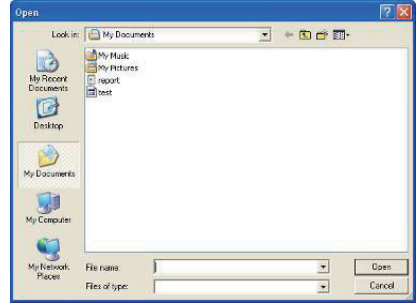 Open
Look in: My Documents
My Recent
Documents
Desktop
My Documents
My Computer
My Network
Places
My Music
My Pictures
report
test
File name:
Open
Files of type:
Cancel